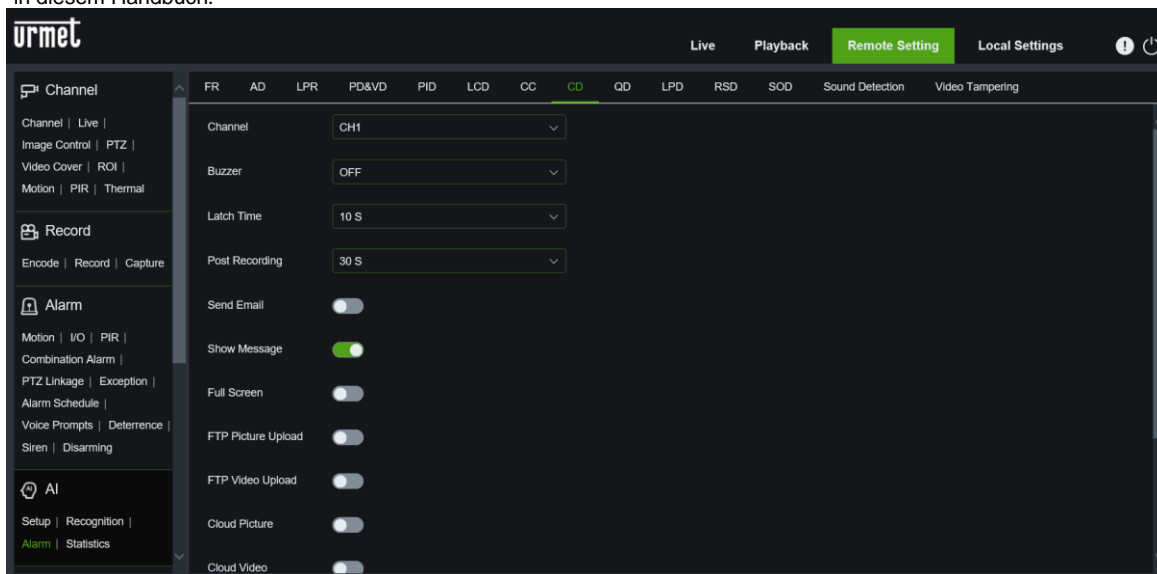 in diesem Handbuch.
urmet
Live Playback Remote Setting Local Settings
Channel
Channel | Live |
Image Control | PTZ |
Video Cover | ROI |
Motion | PIR | Thermal
Record
Encode | Record | Capture
Alarm
Motion | I/O | PIR |
Combination Alarm |
PTZ Linkage | Exception |
Alarm Schedule |
Voice Prompts | Deterrence |
Siren | Disarming
AI
Setup | Recognition |
Alarm | Statistics
FR AD LPR PD&VD PID LCD CC CD QD LPD RSD SOD Sound Detection Video Tampering
Channel CH1
Buzzer OFF
Latch Time 10 S
Post Recording 30 S
Send Email
Show Message
Full Screen
FTP Picture Upload
FTP Video Upload
Cloud Picture
Cloud Video